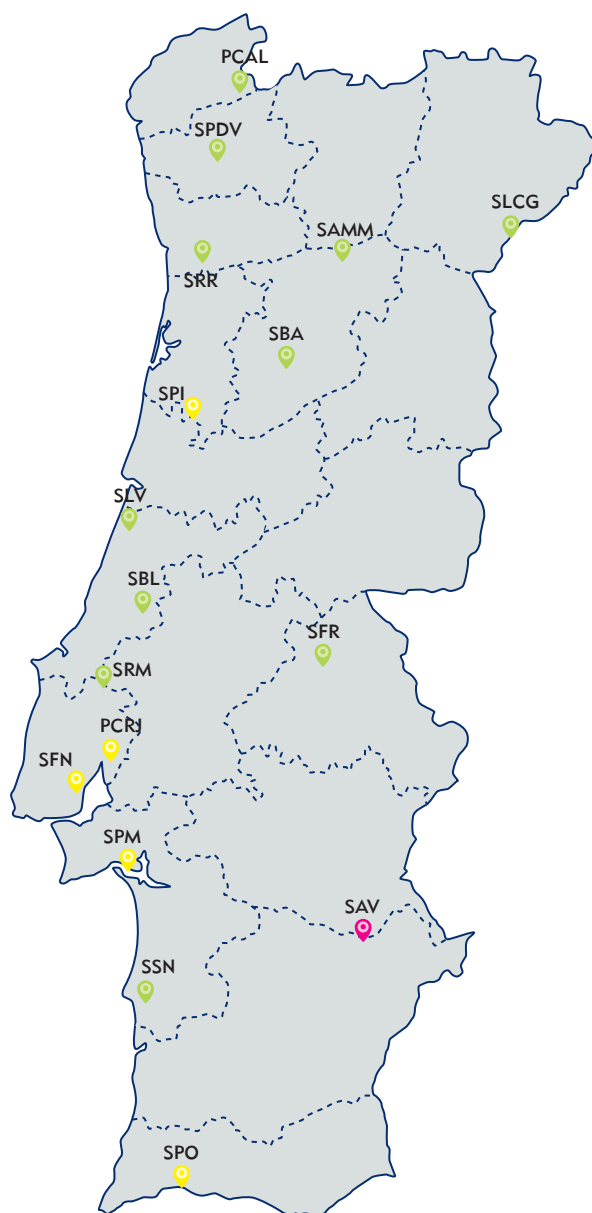 PCAL
SPDV
SLCG
SAMM
SRR
SBA
SPI
SLV
SBL
SFR
SRM
PCRJ
SFN
SPM
SAV
SSN
SPO